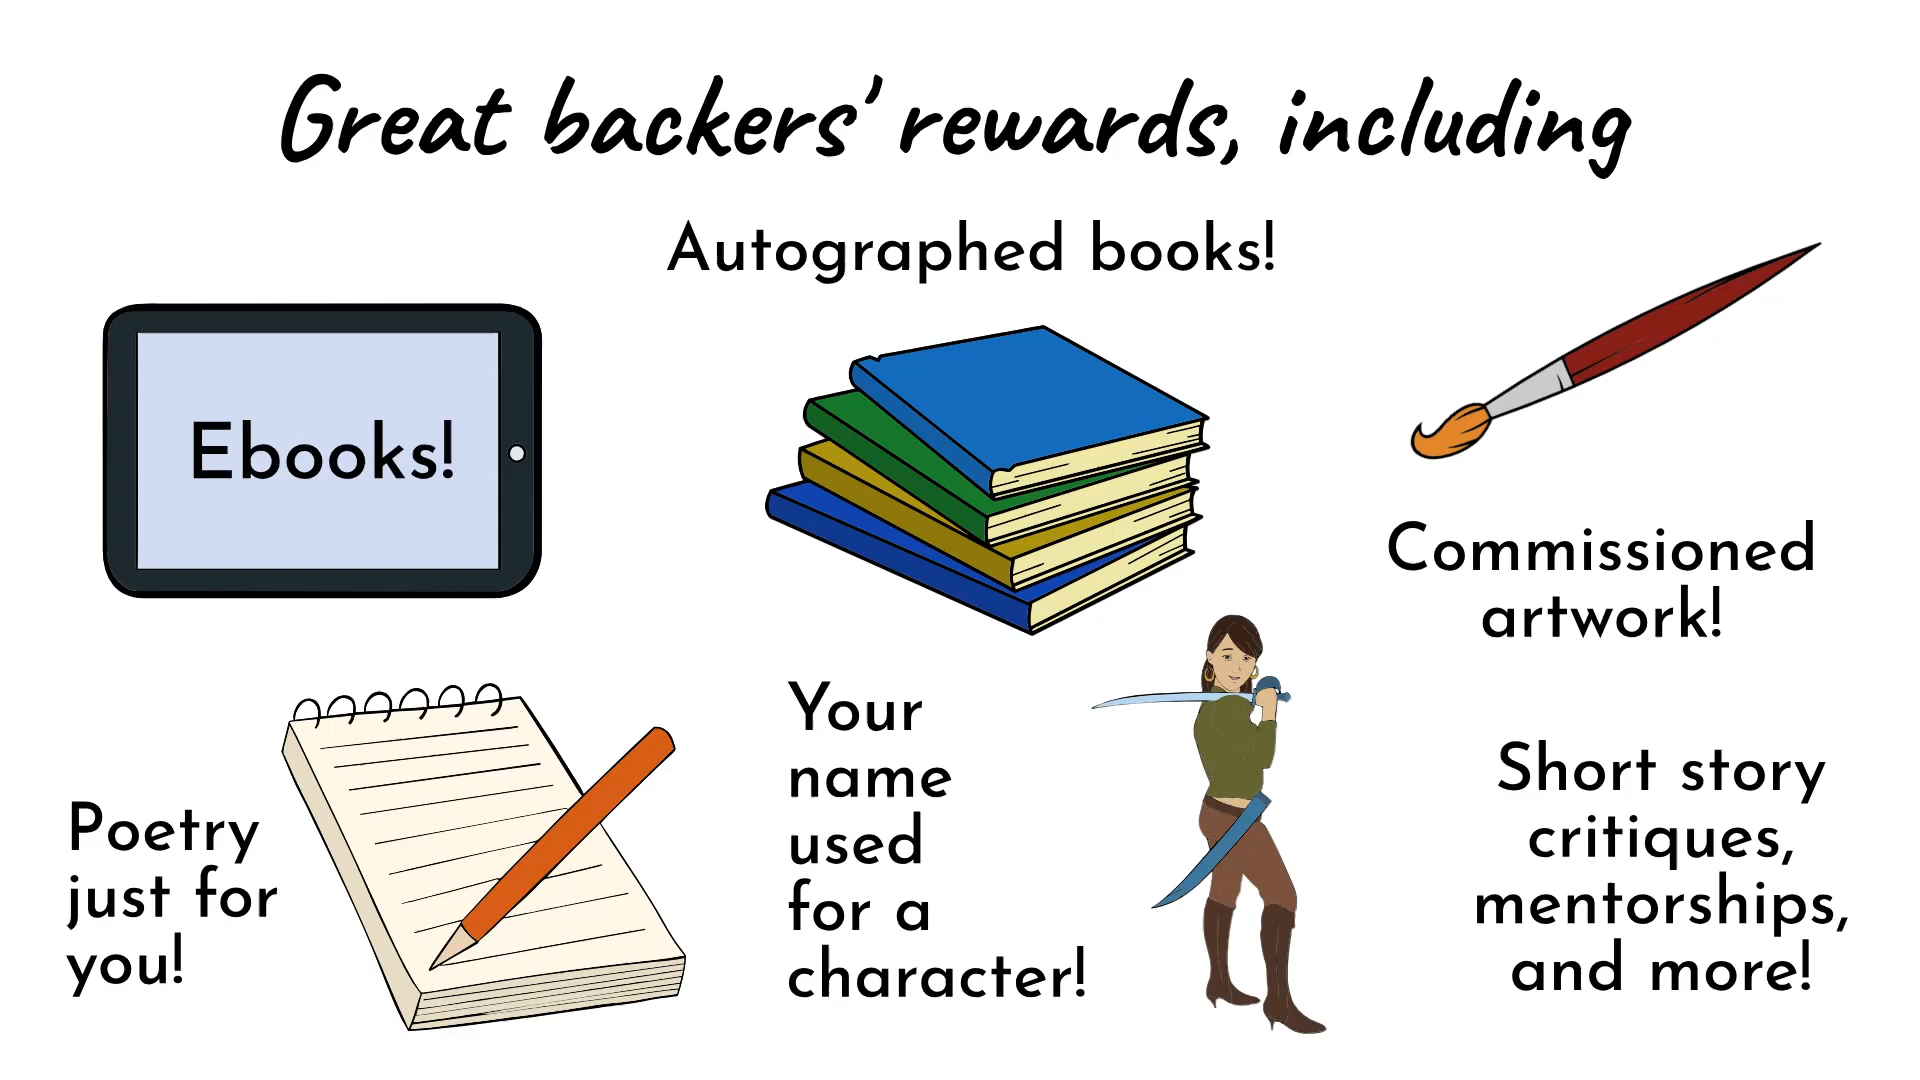 Great backers’ rewards, including
Autographed books!
Ebooks!
Commissioned
artwork!
Poetry
just for
you!
Your
name
used
for a
character!
Short story
critiques,
mentorships,
and more!